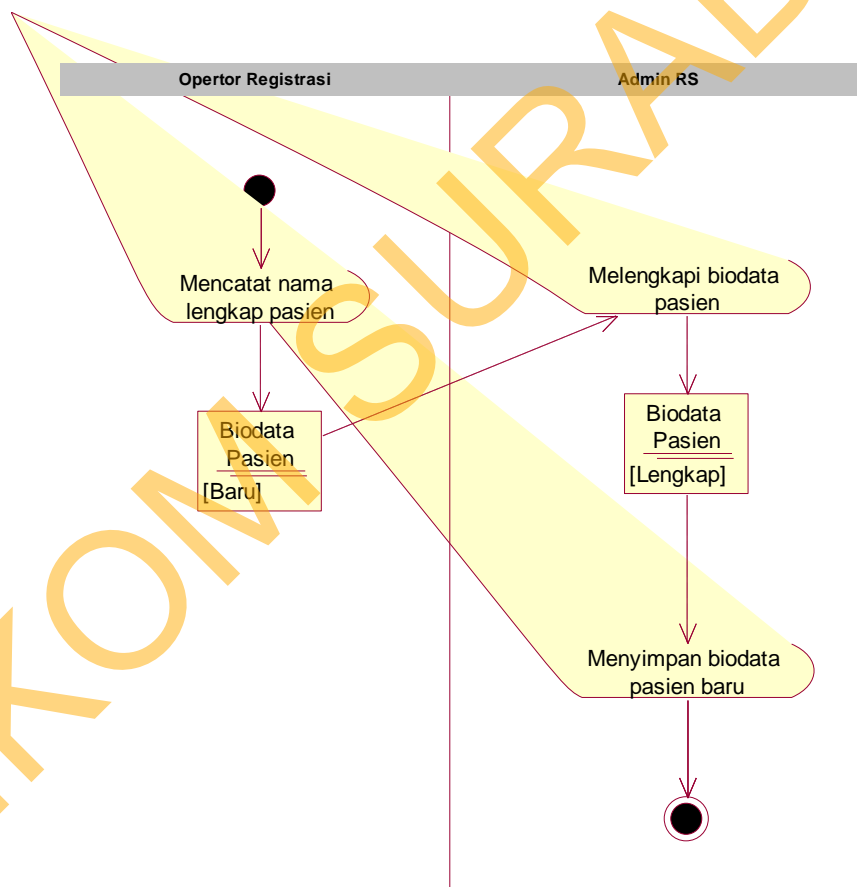 Opertor Registrasi
Admin RS
Mencatat nama
lengkap pasien
Melengkapi biodata
pasien
Biodata
Pasien
[Baru]
Biodata
Pasien
[Lengkap]
Menyimpan biodata
pasien baru